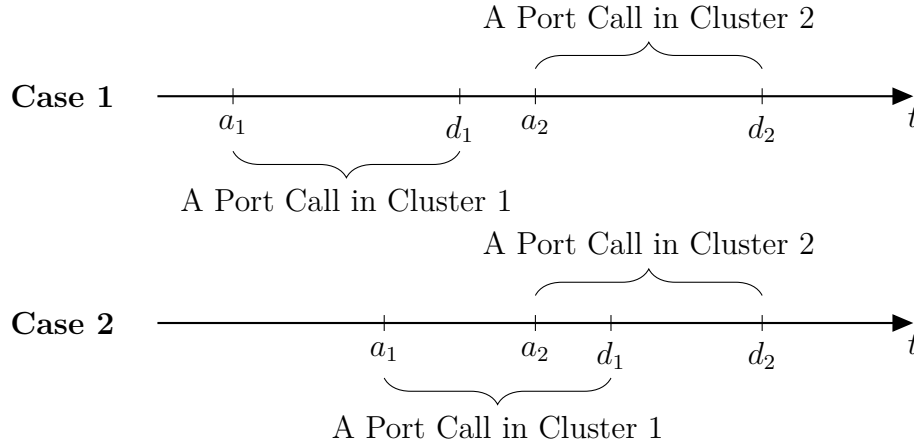 A Port Call in Cluster 2
Case 1
a₁ d₁ a₂ d₂ t
A Port Call in Cluster 1
A Port Call in Cluster 2
Case 2
a₁ a₂ d₁ d₂ t
A Port Call in Cluster 1